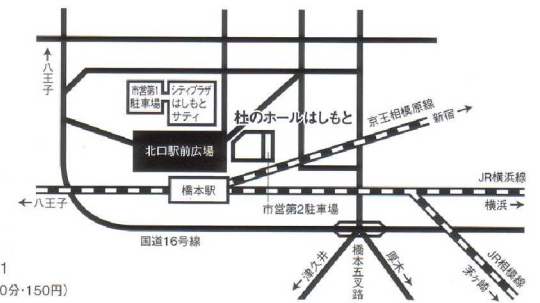 ↑八王子
市営第1
駐車場
シティプラザ
はしもと
サティ
杜のホールはしもと
京王相模原線
新宿→
北口駅前広場
橋本駅
JR横浜線
←八王子
市営第2駐車場
横浜→
国道16号線
←津久井
橋本五叉路
厚木→
JR相模線
茅ヶ崎→
1
0分・150円）